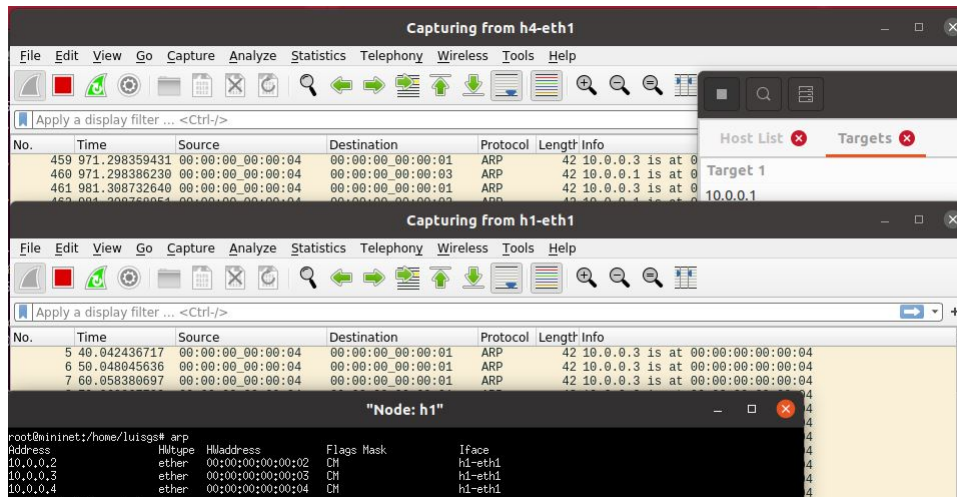 Capturing from h4-eth1
File Edit View Go Capture Analyze Statistics Telephony Wireless Tools Help
Apply a display filter ... <Ctrl-/>
Host List Targets
No. Time Source Destination Protocol Length Info
459 971.298359431 00:00:00_00:00:04 00:00:00_00:00:01 ARP 42 10.0.0.3 is at 0
460 971.298386230 00:00:00_00:00:04 00:00:00_00:00:03 ARP 42 10.0.0.1 is at 0
461 981.308732640 00:00:00_00:00:04 00:00:00_00:00:01 ARP 42 10.0.0.3 is at 0
Target 1
10.0.0.1
Capturing from h1-eth1
File Edit View Go Capture Analyze Statistics Telephony Wireless Tools Help
Apply a display filter ... <Ctrl-/>
No. Time Source Destination Protocol Length Info
5 40.042436717 00:00:00_00:00:04 00:00:00_00:00:01 ARP 42 10.0.0.3 is at 00:00:00:00:00:04
6 50.048045636 00:00:00_00:00:04 00:00:00_00:00:01 ARP 42 10.0.0.3 is at 00:00:00:00:00:04
7 60.058380697 00:00:00_00:00:04 00:00:00_00:00:01 ARP 42 10.0.0.3 is at 00:00:00:00:00:04
"Node: h1"
root@mininet:/home/luisgs# arp
Address HWtype HWaddress Flags Mask Iface
10.0.0.2 ether 00:00:00:00:00:02 CM h1-eth1
10.0.0.3 ether 00:00:00:00:00:03 CM h1-eth1
10.0.0.4 ether 00:00:00:00:00:04 CM h1-eth1